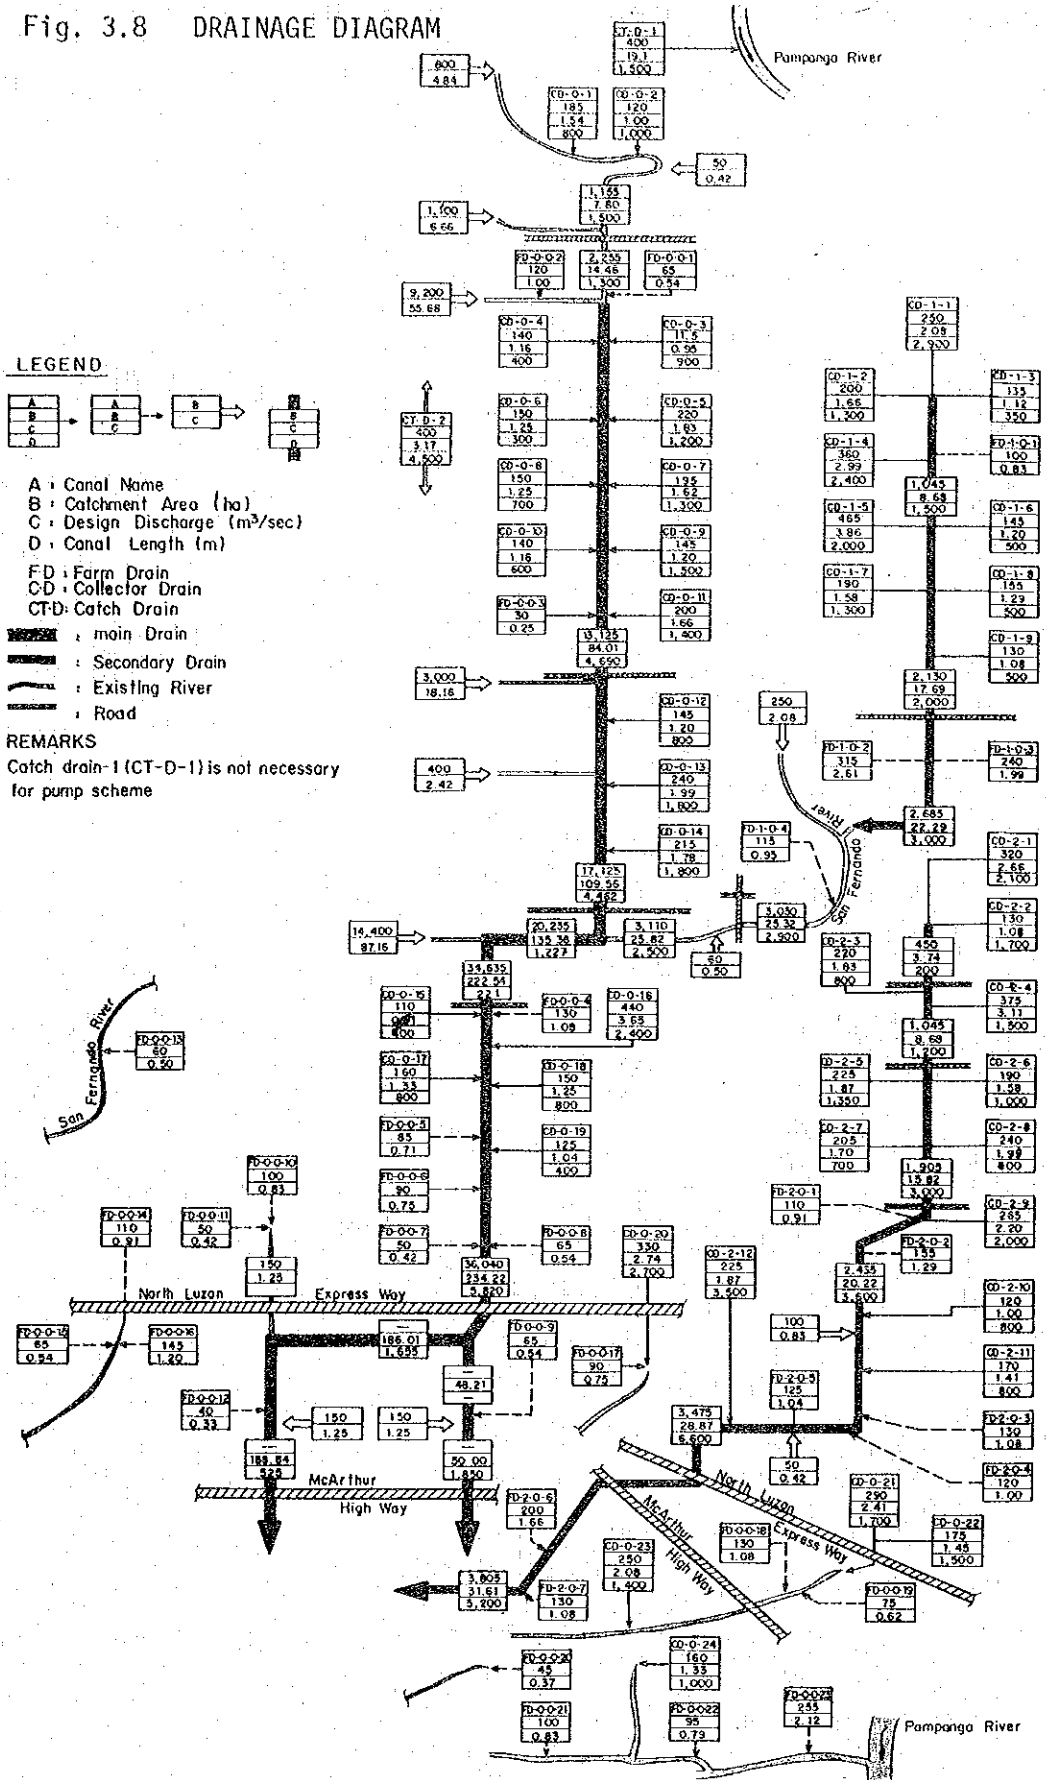 Fig. 3.8 DRAINAGE DIAGRAM
CT-D-1
400
19.1
1,500
Pampanga River
800
4.84
CD-0-1
185
1.54
800
CD-0-2
120
1.00
1,000
50
0.42
1,155
7.80
1,500
1,100
6.66
FD-0-0-2
120
1.00
2,255
14.46
1,300
FD-0-0-1
65
0.54
9,200
55.68
CD-0-4
140
1.16
400
CD-0-3
11.5
0.95
900
CD-1-1
250
2.08
2,900
LEGEND
A
B
C
D
A
B
C
B
C
B
C
D
A : Canal Name
B : Catchment Area (ha)
C : Design Discharge (m³/sec)
D : Canal Length (m)
F.D : Farm Drain
C.D : Collector Drain
CT.D : Catch Drain
: main Drain
: Secondary Drain
: Existing River
: Road
REMARKS
Catch drain-1 (CT-D-1) is not necessary
for pump scheme
CT-D-2
400
3.17
4,500
CD-0-6
150
1.25
300
CD-0-5
220
1.83
1,200
CD-0-8
150
1.25
700
CD-0-7
195
1.62
1,300
CD-0-10
140
1.16
600
CD-0-9
145
1.20
1,500
FD-0-0-3
30
0.25
CD-0-11
200
1.66
1,400
13,125
84.01
4,690
3,000
18.16
CD-0-12
145
1.20
800
400
2.42
CD-0-13
240
1.99
1,800
CD-0-14
215
1.78
1,800
17,125
109.56
4,462
CD-1-2
200
1.66
1,300
CD-1-3
135
1.12
350
CD-1-4
360
2.99
2,400
FD-1-0-1
100
0.83
1,045
8.68
1,500
CD-1-5
465
3.86
2,000
CD-1-6
145
1.20
500
CD-1-7
190
1.58
1,300
CD-1-8
155
1.29
500
CD-1-9
130
1.08
500
2,130
17.69
2,000
250
2.08
FD-1-0-2
315
2.61
FD-1-0-3
240
1.99
2,685
22.29
3,000
San Fernando River
FD-1-0-4
115
0.95
3,050
25.32
2,900
60
0.50
3,110
25.82
2,500
20,235
135.38
1,227
14,400
87.16
34,635
222.54
221
CD-2-1
320
2.66
2,100
CD-2-2
130
1.08
1,700
450
3.74
200
CD-2-3
220
1.83
800
CD-2-4
375
3.11
1,500
1,045
8.68
1,200
CD-2-5
225
1.87
1,350
CD-2-6
190
1.58
1,000
CD-2-7
205
1.70
700
CD-2-8
240
1.99
800
1,905
15.82
3,000
FD-2-0-1
110
0.91
CD-2-9
265
2.20
2,000
FD-2-0-2
155
1.29
2,435
20.22
3,600
CD-2-10
120
1.00
800
100
0.83
CD-2-11
170
1.41
800
CD-2-12
225
1.87
3,500
FD-2-0-5
125
1.04
FD-2-0-3
130
1.08
3,475
28.87
6,600
50
0.42
FD-2-0-4
120
1.00
CD-0-15
110
400
FD-0-0-4
130
1.08
CD-0-16
440
3.65
2,400
CD-0-17
160
1.33
800
CD-0-18
150
1.25
800
FD-0-0-5
85
0.71
CD-0-19
125
1.04
400
FD-0-0-6
90
0.75
FD-0-0-7
50
0.42
FD-0-0-8
65
0.54
CD-0-20
330
2.74
2,700
36,040
234.22
5,820
San Fernando River
FD-0-0-13
60
0.50
FD-0-0-10
100
0.83
FD-0-0-14
110
0.91
FD-0-0-11
50
0.42
150
1.25
North Luzon Express Way
FD-0-0-15
65
0.54
FD-0-0-16
145
1.20
—
186.01
1,655
FD-0-0-9
65
0.54
FD-0-0-17
90
0.75
—
48.21
FD-0-0-12
40
0.33
150
1.25
150
1.25
—
188.84
525
—
50.00
1,850
McArthur High Way
North Luzon Express Way
McArthur High Way
FD-2-0-6
200
1.66
3,805
31.61
5,200
FD-2-0-7
130
1.08
CD-0-23
250
2.08
1,400
FD-0-0-18
130
1.08
CD-0-21
290
2.41
1,700
CD-0-22
175
1.45
1,500
FD-0-0-19
75
0.62
FD-0-0-20
45
0.37
CD-0-24
160
1.33
1,000
FD-0-0-21
100
0.83
FD-0-0-22
95
0.79
FD-0-0-23
255
2.12
Pampanga River